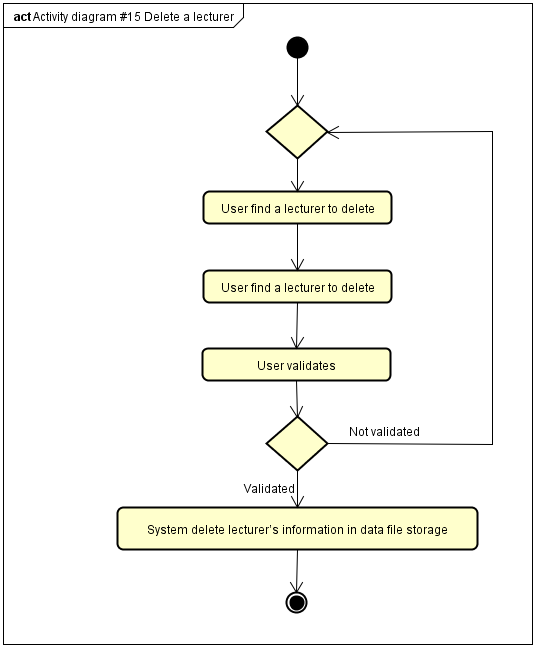 act Activity diagram #15 Delete a lecturer
User find a lecturer to delete
User find a lecturer to delete
User validates
Not validated
Validated
System delete lecturer's information in data file storage